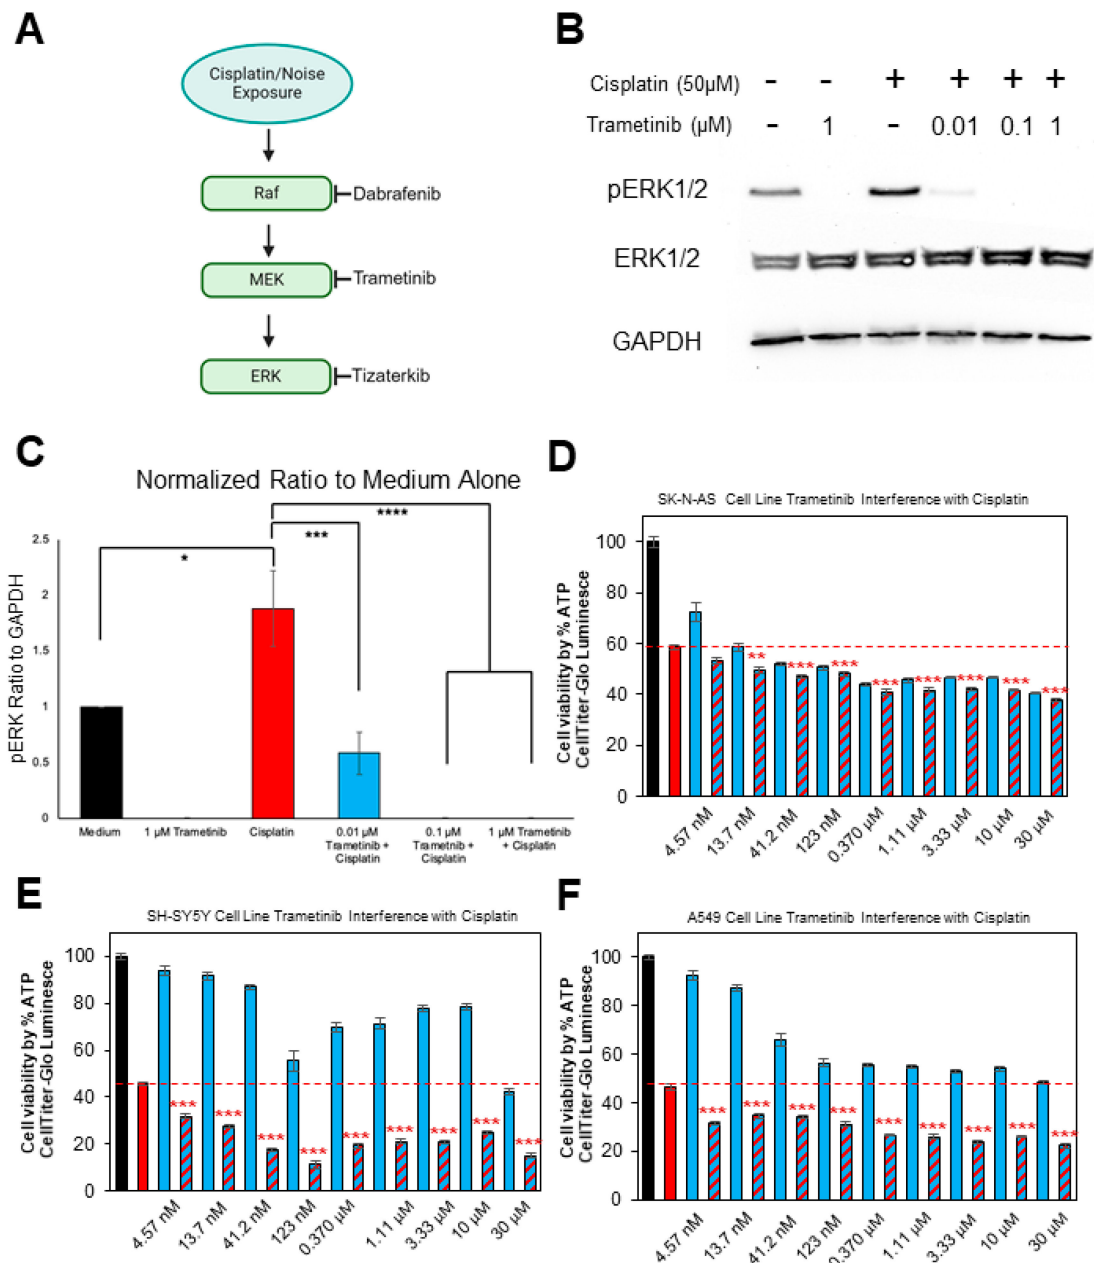 A
Cisplatin/Noise
Exposure
Raf
Dabrafenib
MEK
Trametinib
ERK
Tizaterkib
B
Cisplatin (50µM) - - + + + +
Trametinib (µM) - 1 - 0.01 0.1 1
pERK1/2
ERK1/2
GAPDH
C
Normalized Ratio to Medium Alone
****
***
*
pERK Ratio to GAPDH
2.5
2
1.5
1
0.5
0
Medium
1 µM Trametinib
Cisplatin
0.01 µM
Trametinib +
Cisplatin
0.1 µM
Trametinib +
Cisplatin
1 µM Trametinib
+ Cisplatin
D
SK-N-AS Cell Line Trametinib Interference with Cisplatin
Cell viability by % ATP
CellTiter-Glo Luminesce
100
80
60
40
20
0
** *** *** *** *** *** *** ***
4.57 nM
13.7 nM
41.2 nM
123 nM
0.370 µM
1.11 µM
3.33 µM
10 µM
30 µM
E
SH-SY5Y Cell Line Trametinib Interference with Cisplatin
Cell viability by % ATP
CellTiter-Glo Luminesce
100
80
60
40
20
0
*** *** *** *** *** *** *** *** ***
4.57 nM
13.7 nM
41.2 nM
123 nM
0.370 µM
1.11 µM
3.33 µM
10 µM
30 µM
F
A549 Cell Line Trametinib Interference with Cisplatin
Cell viability by % ATP
CellTiter-Glo Luminesce
100
80
60
40
20
0
*** *** *** *** *** *** *** *** ***
4.57 nM
13.7 nM
41.2 nM
123 nM
0.370 µM
1.11 µM
3.33 µM
10 µM
30 µM